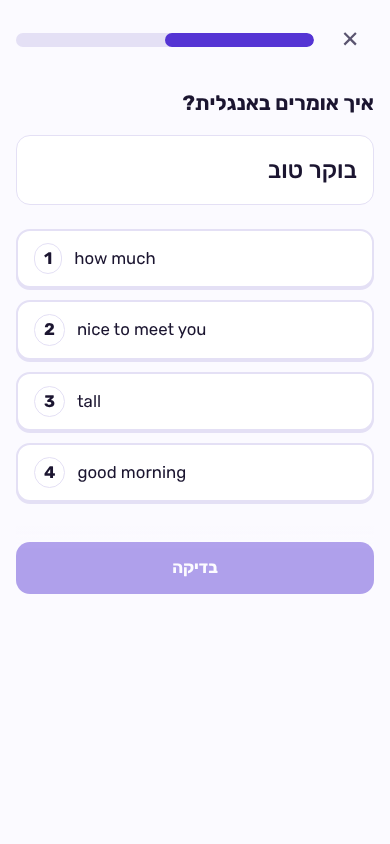 ✕
איך אומרים באנגלית?
בוקר טוב
1 how much
2 nice to meet you
3 tall
4 good morning
בדיקה